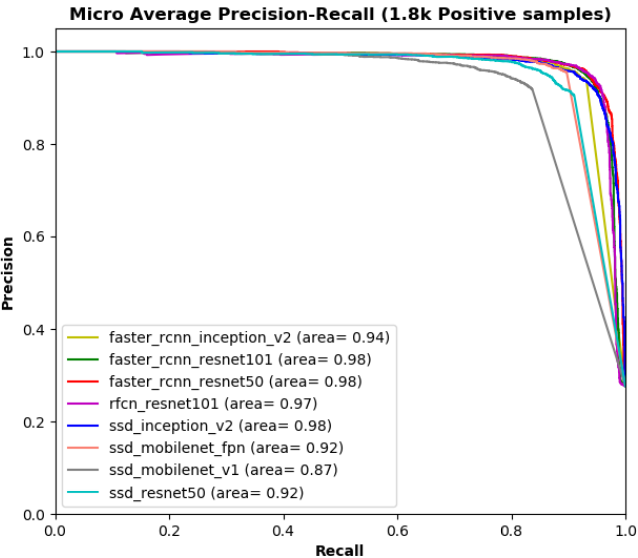 Micro Average Precision-Recall (1.8k Positive samples)
1.0
0.8
0.6
0.4
0.2
0.0
Precision
faster_rcnn_inception_v2 (area= 0.94)
faster_rcnn_resnet101 (area= 0.98)
faster_rcnn_resnet50 (area= 0.98)
rfcn_resnet101 (area= 0.97)
ssd_inception_v2 (area= 0.98)
ssd_mobilenet_fpn (area= 0.92)
ssd_mobilenet_v1 (area= 0.87)
ssd_resnet50 (area= 0.92)
0.0 0.2 0.4 0.6 0.8 1.0
Recall